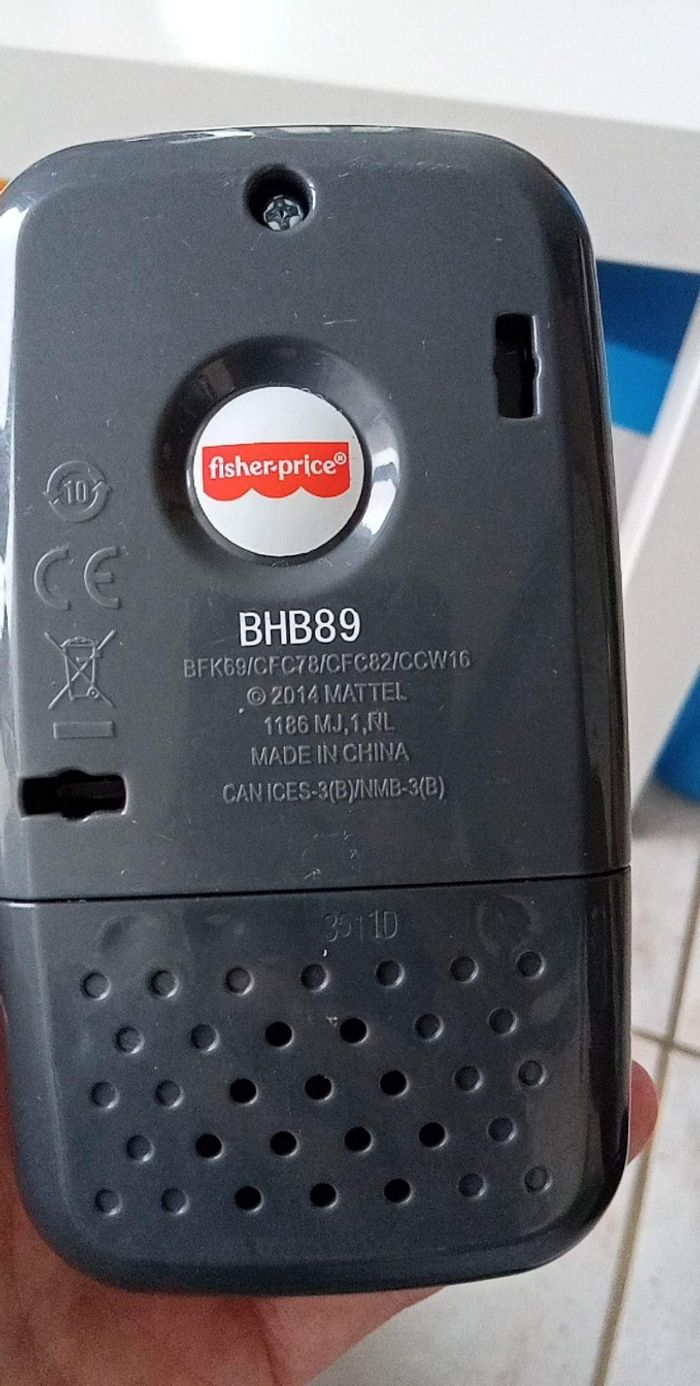 fisher-price®
10
CE
BHB89
BFK69/CFC78/CFC82/CCW16
© 2014 MATTEL
1186 MJ,1,NL
MADE IN CHINA
CAN ICES-3(B)/NMB-3(B)
3511D